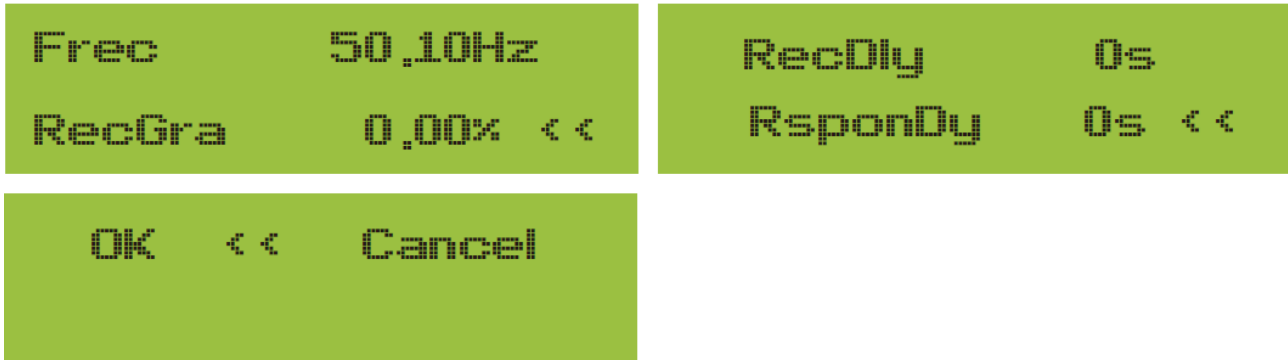 Frec 50.10Hz
RecGra 0.00% <<
RecDly 0s
RsponDy 0s <<
OK << Cancel